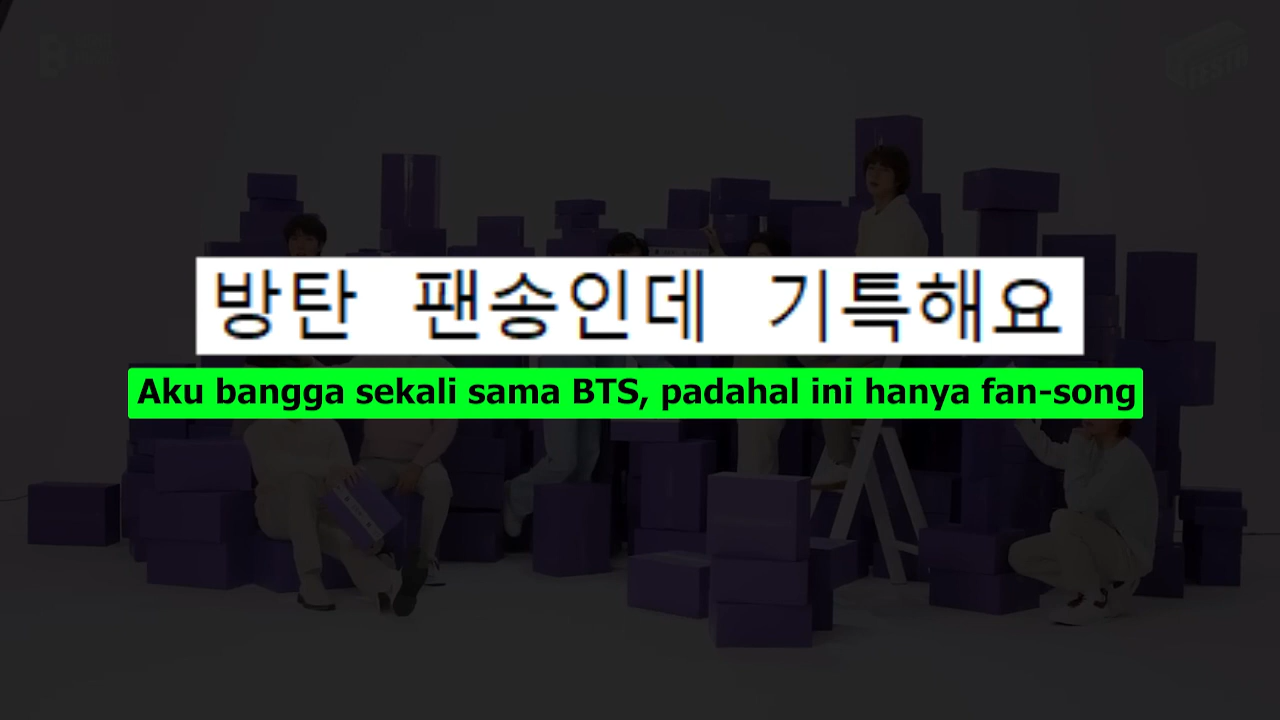 방탄 팬송인데 기특해요
Aku bangga sekali sama BTS, padahal ini hanya fan-song